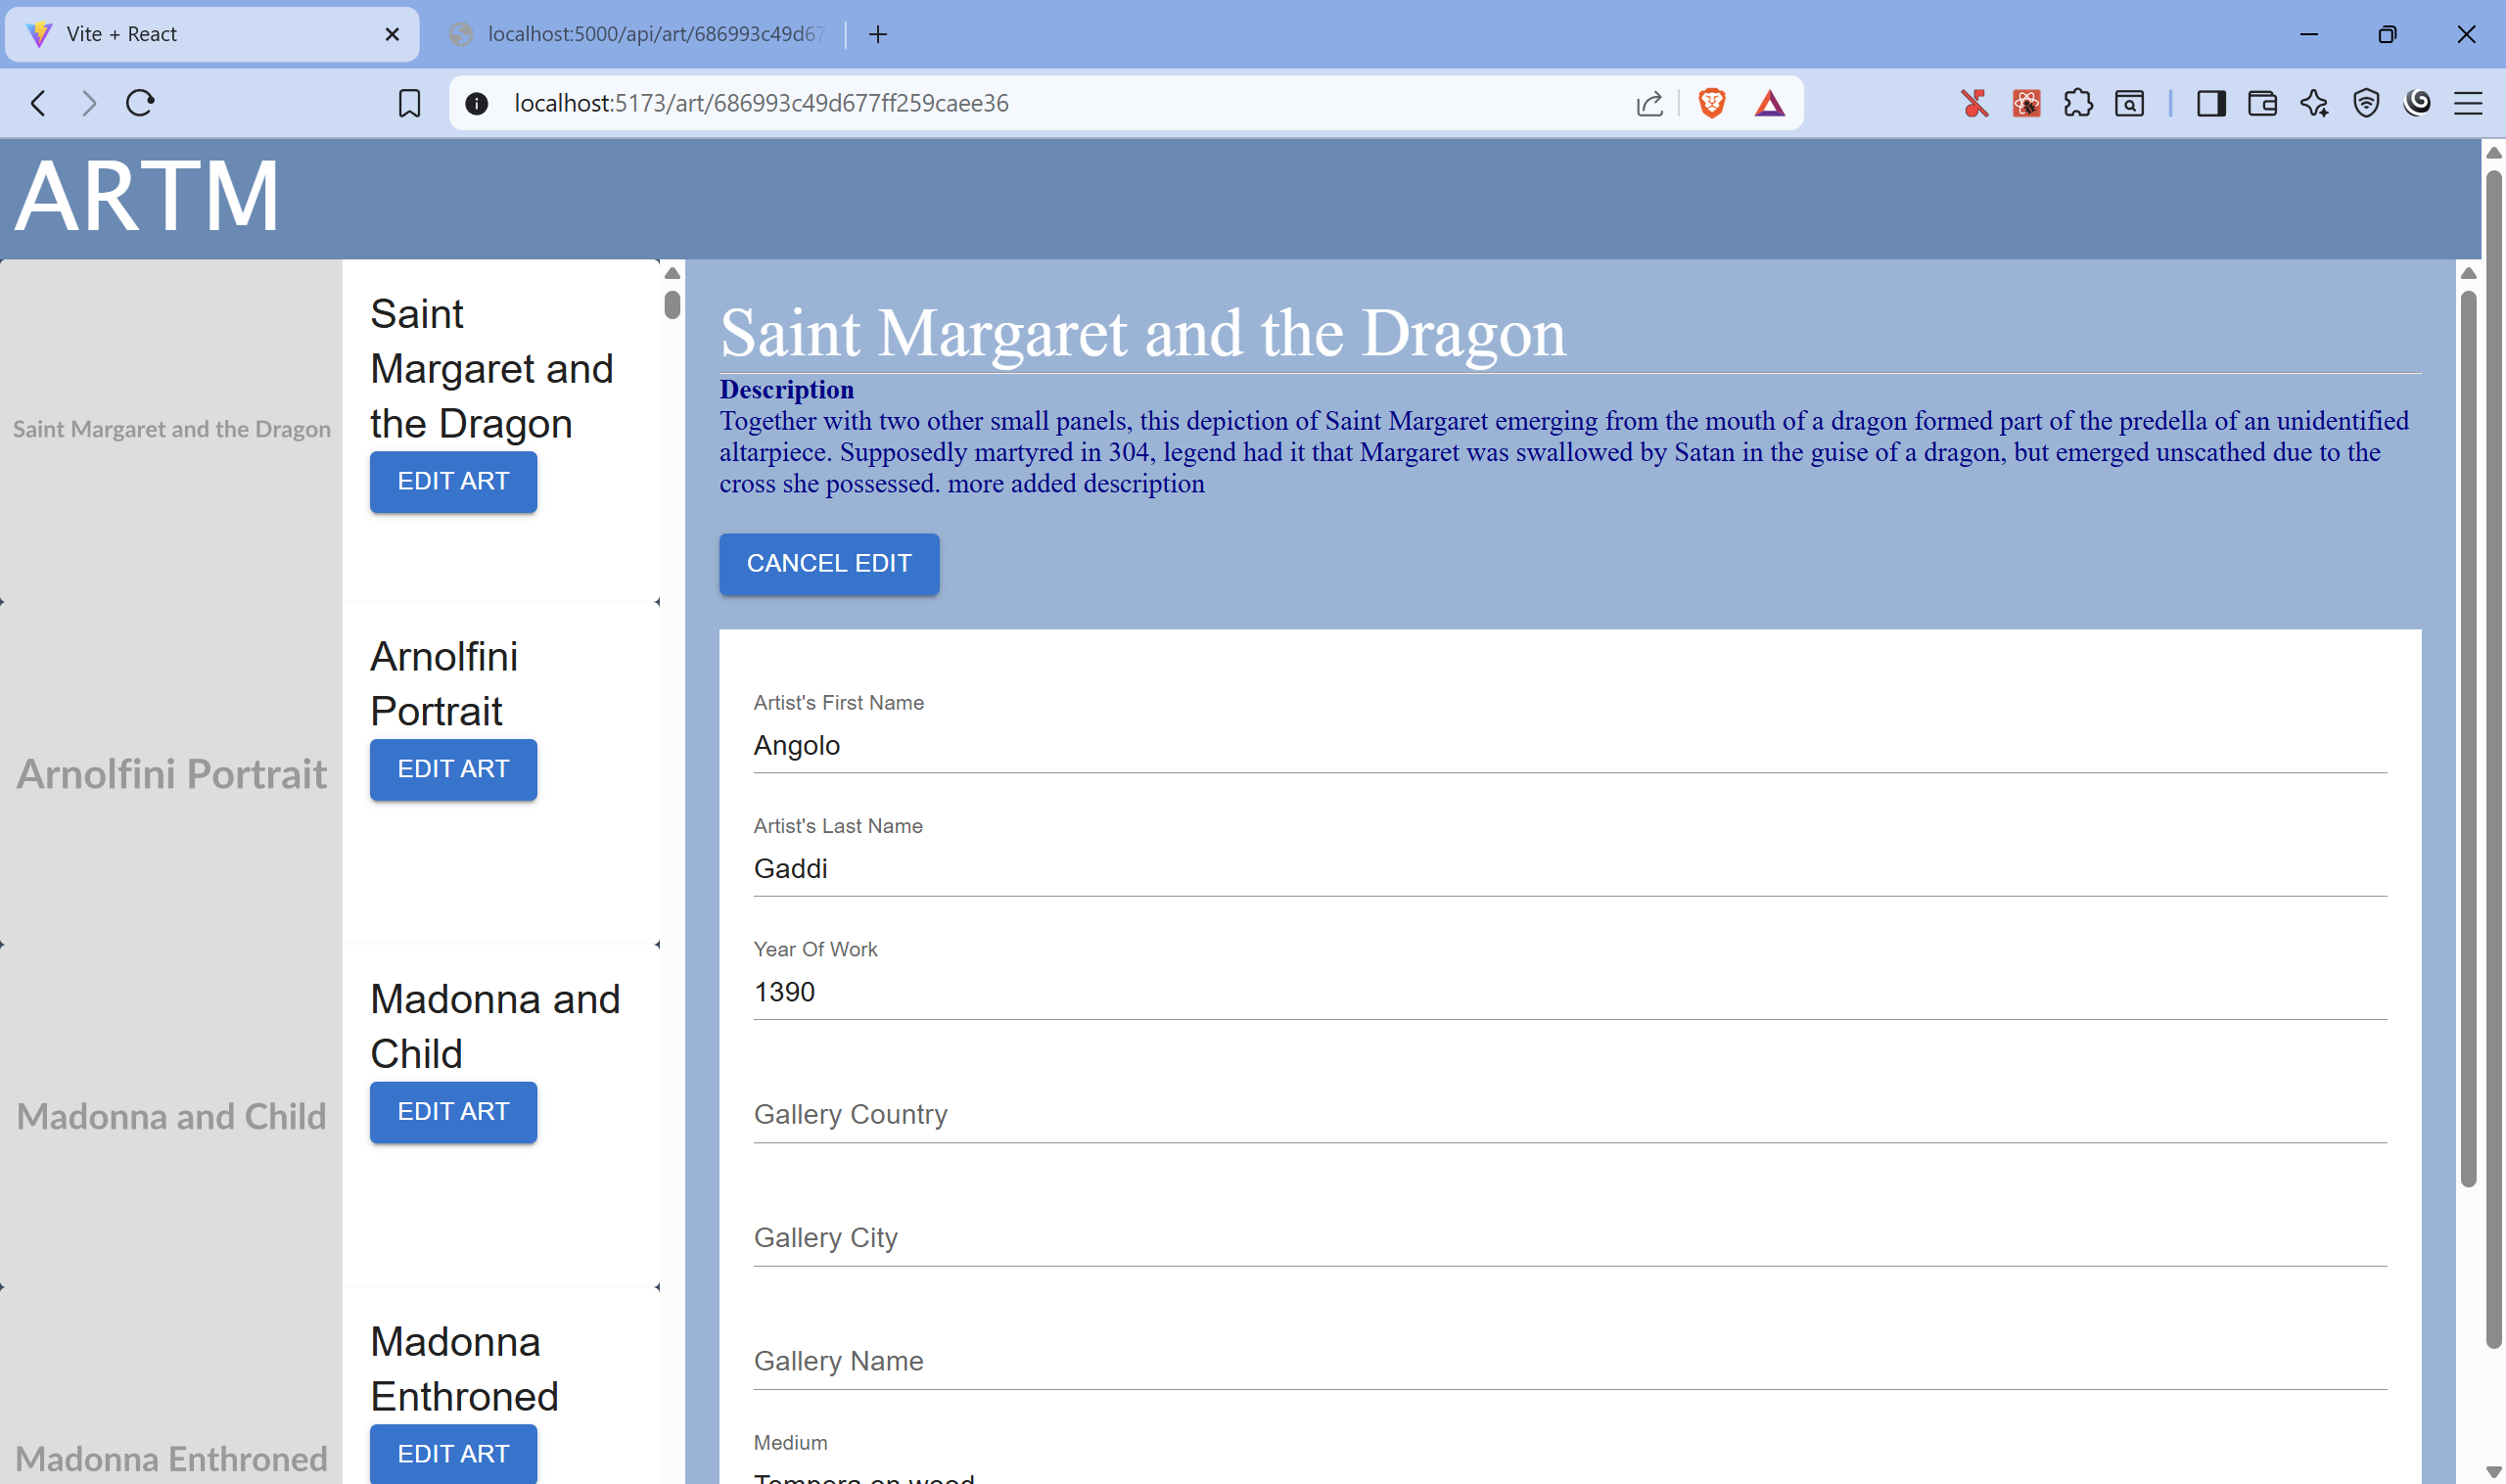 Vite + React
localhost:5000/api/art/686993c49d67
localhost:5173/art/686993c49d677ff259caee36
ARTM
Saint Margaret and the Dragon
Saint
Margaret and
the Dragon
EDIT ART
Arnolfini Portrait
Arnolfini
Portrait
EDIT ART
Madonna and Child
Madonna and
Child
EDIT ART
Madonna Enthroned
Madonna
Enthroned
EDIT ART
Saint Margaret and the Dragon
Description
Together with two other small panels, this depiction of Saint Margaret emerging from the mouth of a dragon formed part of the predella of an unidentified
altarpiece. Supposedly martyred in 304, legend had it that Margaret was swallowed by Satan in the guise of a dragon, but emerged unscathed due to the
cross she possessed. more added description
CANCEL EDIT
Artist's First Name
Angolo
Artist's Last Name
Gaddi
Year Of Work
1390
Gallery Country
Gallery City
Gallery Name
Medium
Tempera on wood